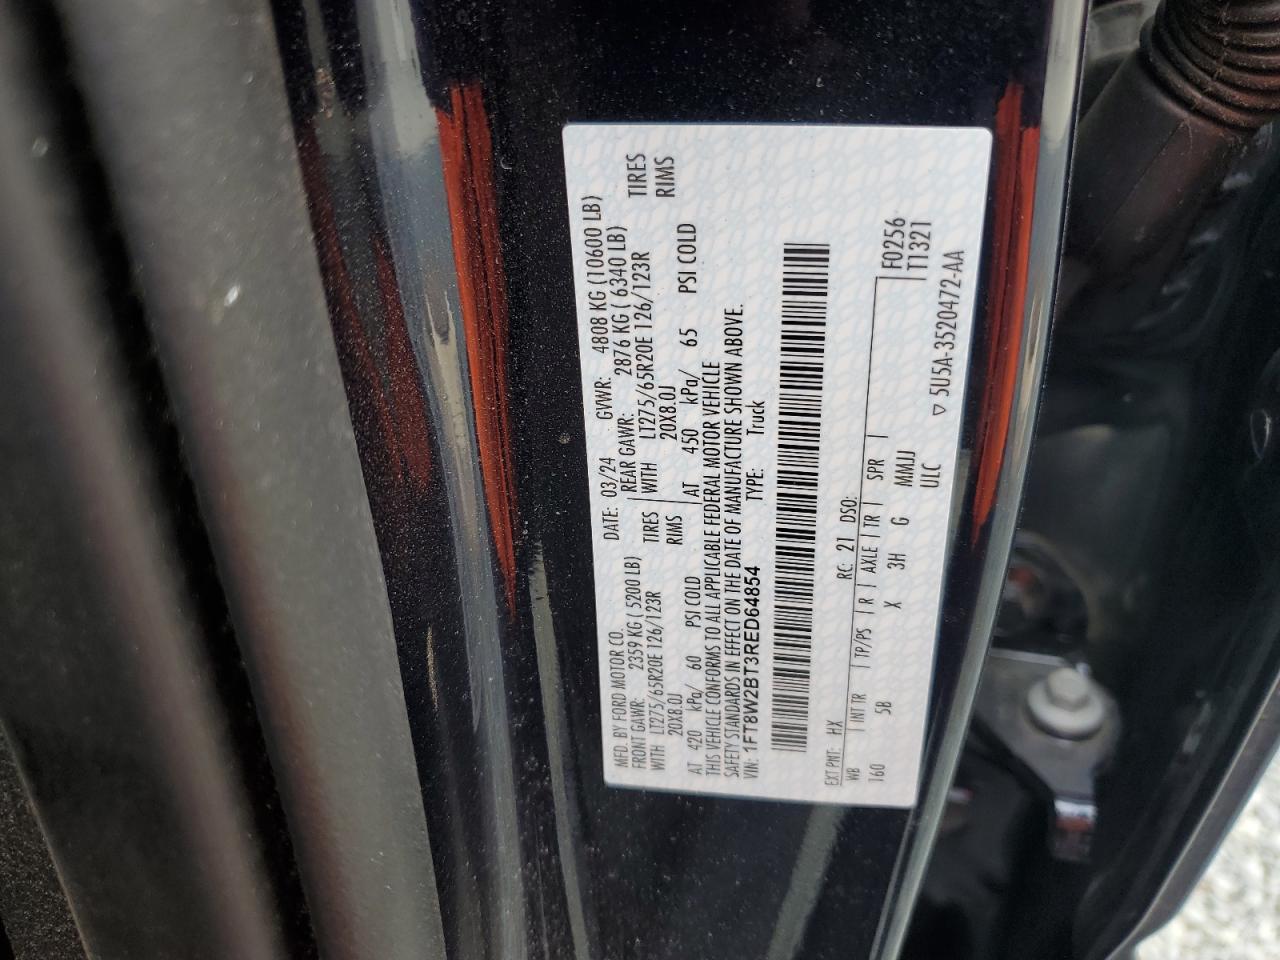 MFD. BY FORD MOTOR CO.
DATE: 03/24 GVWR: 4808 KG (10600 LB)
FRONT GAWR: 2359 KG ( 5200 LB) REAR GAWR: 2876 KG ( 6340 LB)
WITH LT275/65R20E 126/123R TIRES WITH LT275/65R20E 126/123R TIRES
20X8.0J RIMS 20X8.0J RIMS
AT 420 kPa/ 60 PSI COLD AT 450 kPa/ 65 PSI COLD
THIS VEHICLE CONFORMS TO ALL APPLICABLE FEDERAL MOTOR VEHICLE
SAFETY STANDARDS IN EFFECT ON THE DATE OF MANUFACTURE SHOWN ABOVE.
VIN: 1FT8W2BT3RED64854 TYPE: Truck
EXT PNT: HX RC: 21 DSO: F0256
WB INT TR TP/PS R AXLE TR SPR T1321
160 5B X 3H G MMJJ
ULC
▽ 5U5A-3520472-AA